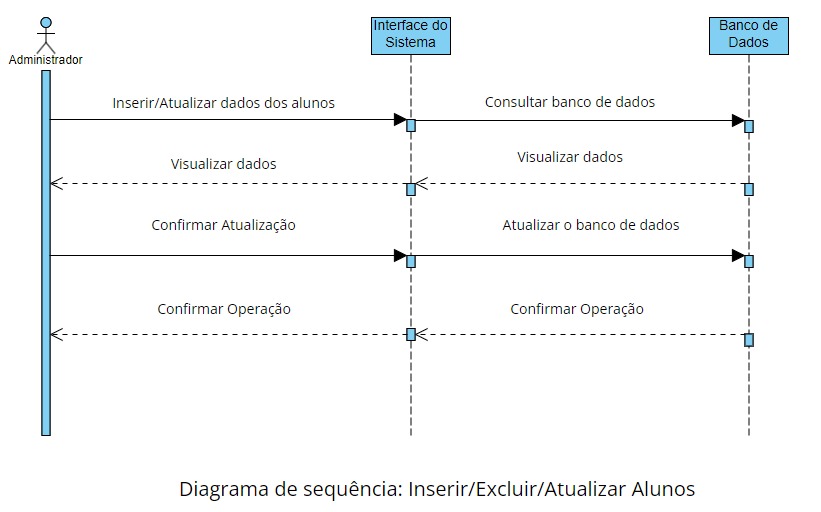 Administrador
Interface do
Sistema
Banco de
Dados
Inserir/Atualizar dados dos alunos
Consultar banco de dados
Visualizar dados
Visualizar dados
Confirmar Atualização
Atualizar o banco de dados
Confirmar Operação
Confirmar Operação
Diagrama de sequência: Inserir/Excluir/Atualizar Alunos